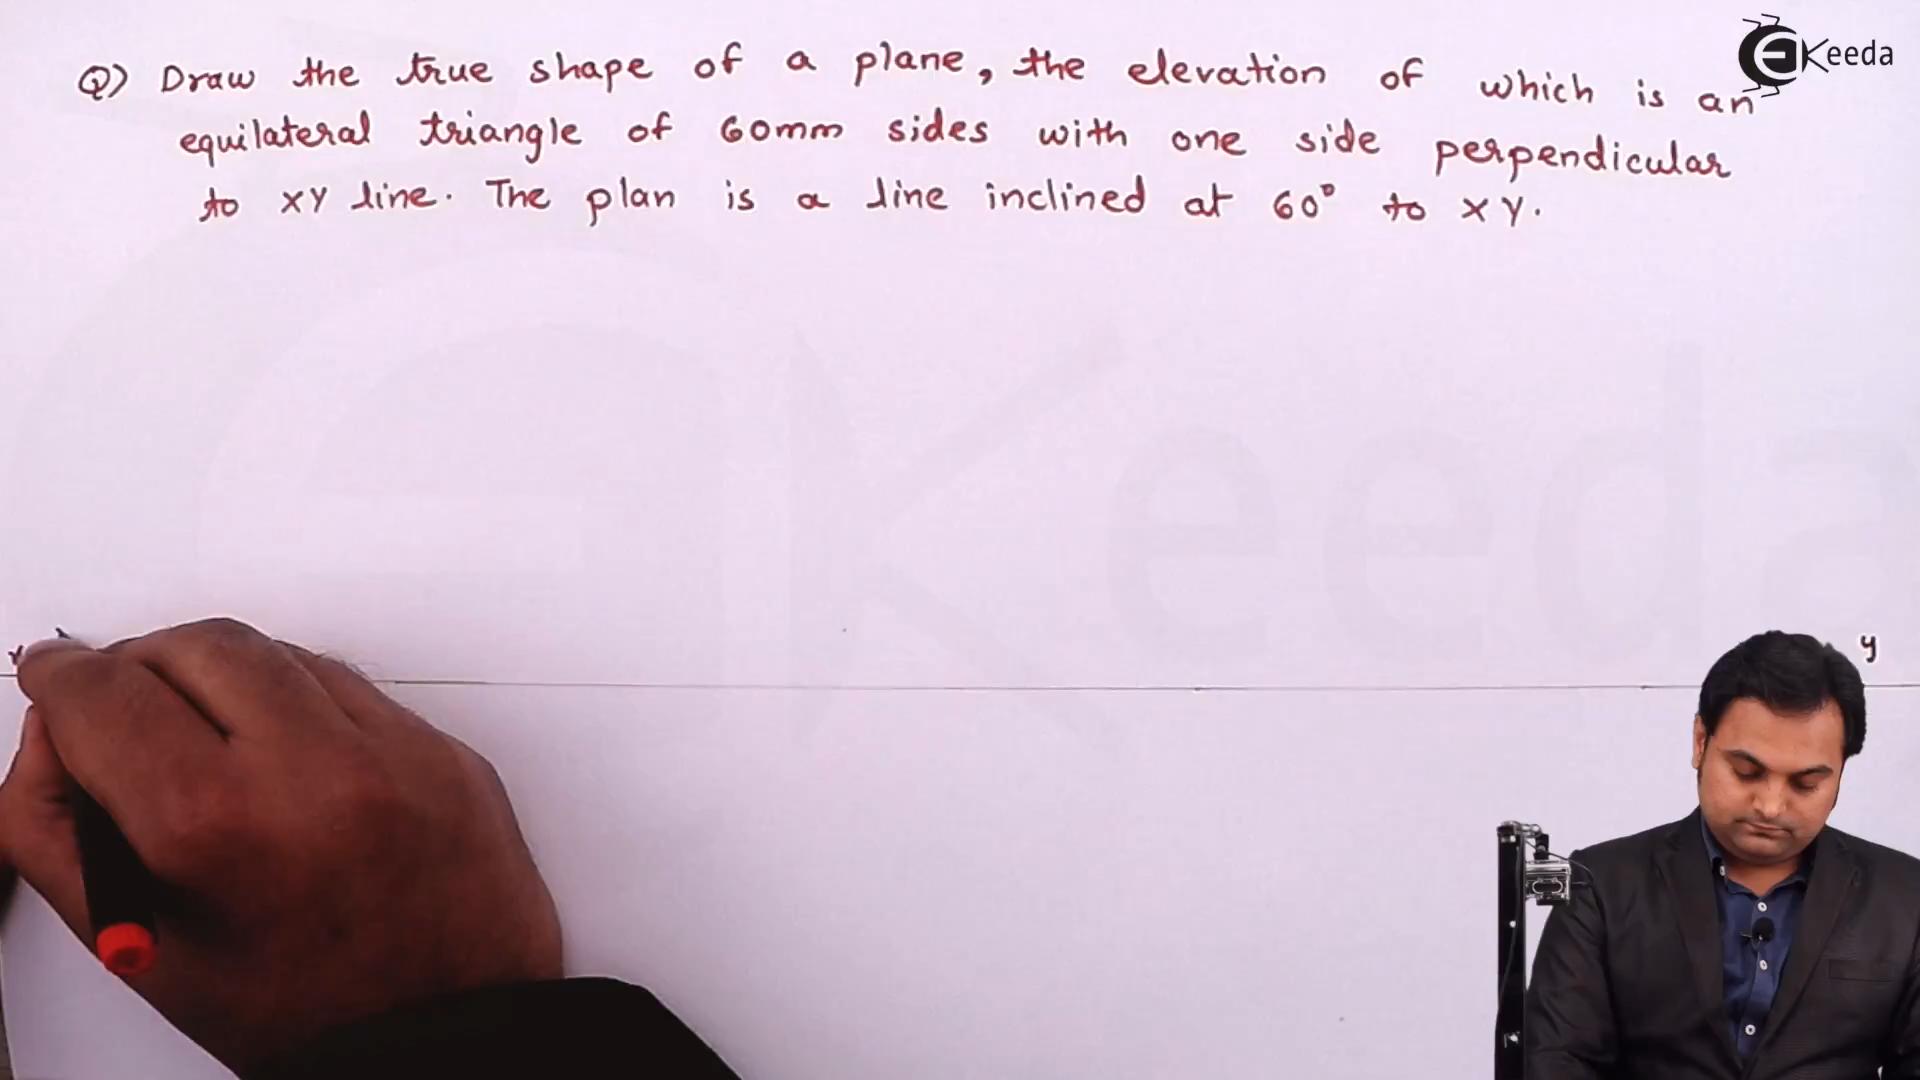 Keeda
Q) Draw the true shape of a plane, the elevation of which is an
equilateral triangle of 60mm sides with one side perpendicular
to XY line. The plan is a line inclined at 60° to XY.
y